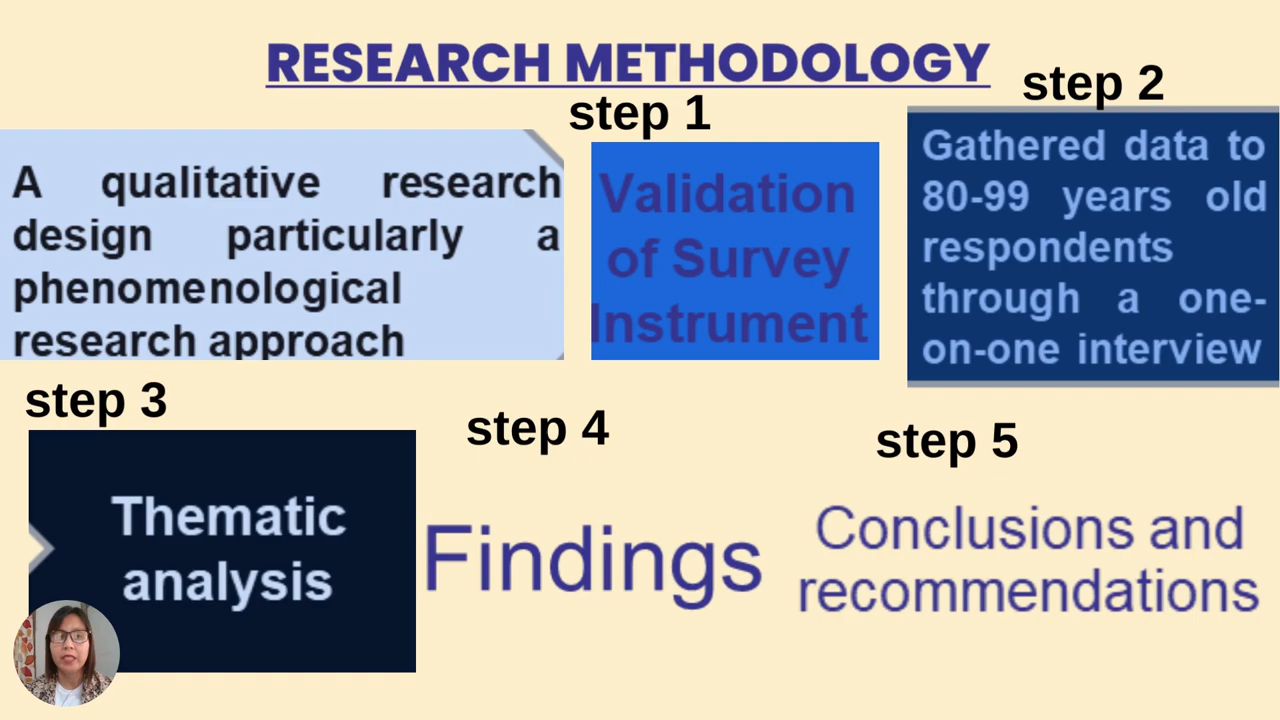 RESEARCH METHODOLOGY
A qualitative research
design particularly a
phenomenological
research approach
step 1
Validation
of Survey
Instrument
step 2
Gathered data to
80-99 years old
respondents
through a one-
on-one interview
step 3
Thematic
analysis
step 4
Findings
step 5
Conclusions and
recommendations